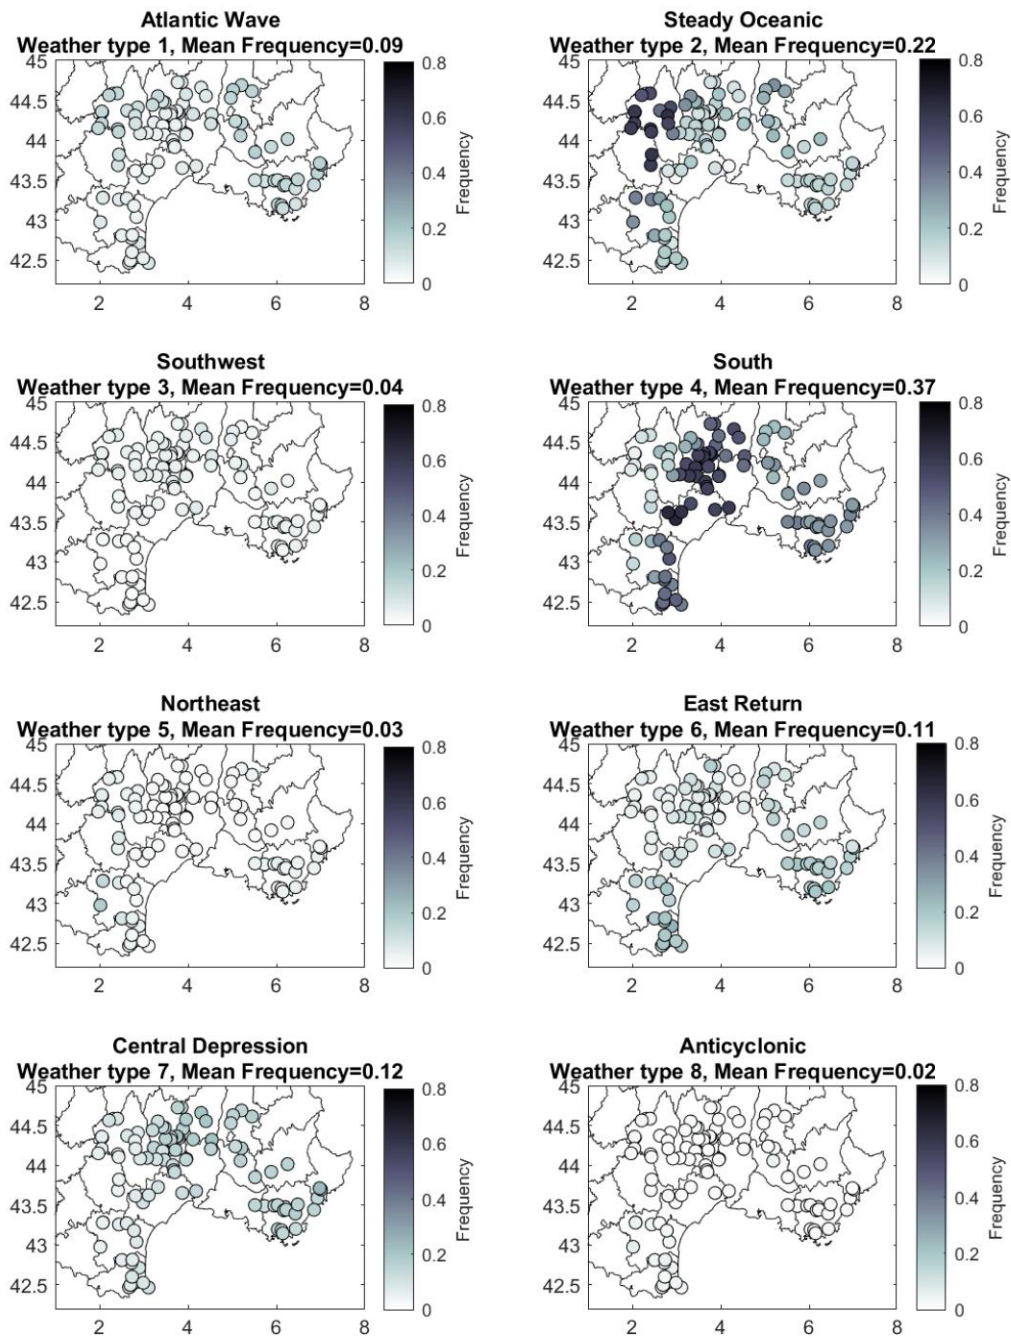 Atlantic Wave
Weather type 1, Mean Frequency=0.09
45
44.5
44
43.5
43
42.5
2 4 6 8
0.8
0.6
0.4
0.2
0
Frequency
Steady Oceanic
Weather type 2, Mean Frequency=0.22
45
44.5
44
43.5
43
42.5
2 4 6 8
0.8
0.6
0.4
0.2
0
Frequency
Southwest
Weather type 3, Mean Frequency=0.04
45
44.5
44
43.5
43
42.5
2 4 6 8
0.8
0.6
0.4
0.2
0
Frequency
South
Weather type 4, Mean Frequency=0.37
45
44.5
44
43.5
43
42.5
2 4 6 8
0.8
0.6
0.4
0.2
0
Frequency
Northeast
Weather type 5, Mean Frequency=0.03
45
44.5
44
43.5
43
42.5
2 4 6 8
0.8
0.6
0.4
0.2
0
Frequency
East Return
Weather type 6, Mean Frequency=0.11
45
44.5
44
43.5
43
42.5
2 4 6 8
0.8
0.6
0.4
0.2
0
Frequency
Central Depression
Weather type 7, Mean Frequency=0.12
45
44.5
44
43.5
43
42.5
2 4 6 8
0.8
0.6
0.4
0.2
0
Frequency
Anticyclonic
Weather type 8, Mean Frequency=0.02
45
44.5
44
43.5
43
42.5
2 4 6 8
0.8
0.6
0.4
0.2
0
Frequency